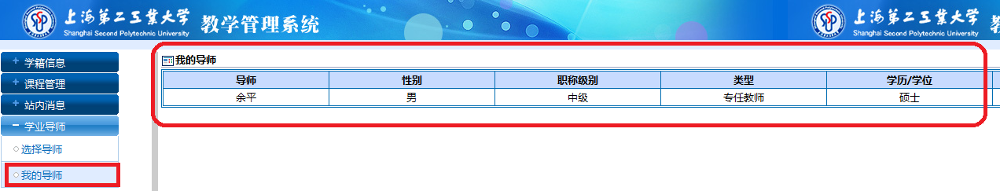 上海第二工業大学
Shanghai Second Polytechnic University
教学管理系统
上海第二工業大学
Shanghai Second Polytechnic University
学籍信息
课程管理
站内消息
学业导师
选择导师
我的导师
我的导师
导师 性别 职称级别 类型 学历/学位
余平 男 中级 专任教师 硕士